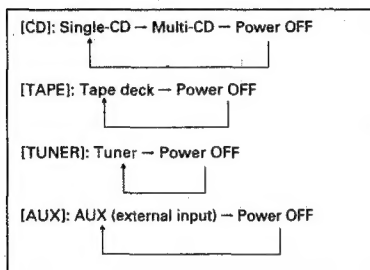 [CD]: Single-CD — Multi-CD — Power OFF
[TAPE]: Tape deck — Power OFF
[TUNER]: Tuner — Power OFF
[AUX]: AUX (external input) — Power OFF